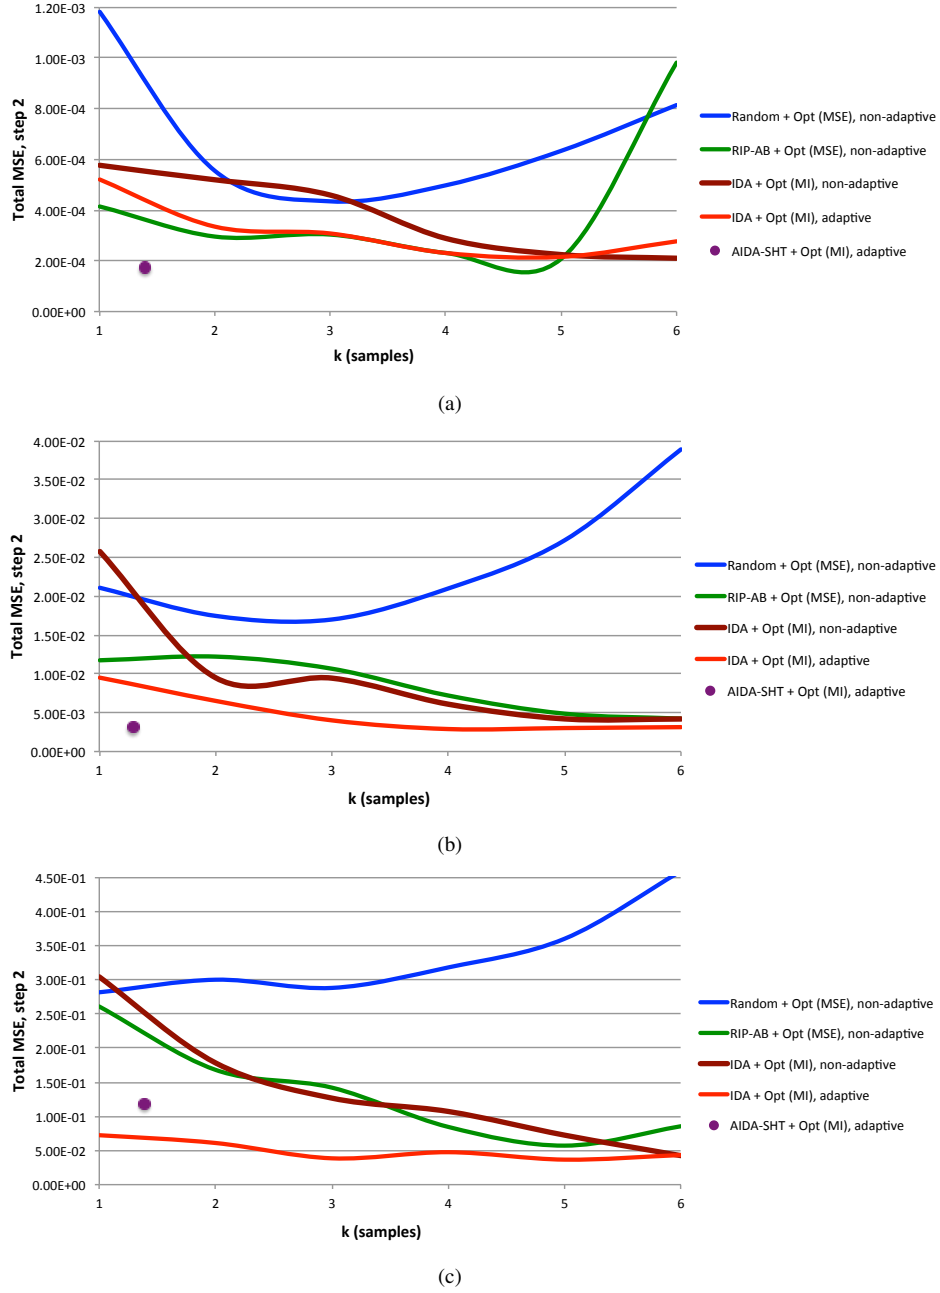 1.20E-03
1.00E-03
8.00E-04
6.00E-04
4.00E-04
2.00E-04
0.00E+00
Total MSE, step 2
1 2 3 4 5 6
k (samples)
Random + Opt (MSE), non-adaptive
RIP-AB + Opt (MSE), non-adaptive
IDA + Opt (MI), non-adaptive
IDA + Opt (MI), adaptive
AIDA-SHT + Opt (MI), adaptive
(a)
4.00E-02
3.50E-02
3.00E-02
2.50E-02
2.00E-02
1.50E-02
1.00E-02
5.00E-03
0.00E+00
Total MSE, step 2
1 2 3 4 5 6
k (samples)
Random + Opt (MSE), non-adaptive
RIP-AB + Opt (MSE), non-adaptive
IDA + Opt (MI), non-adaptive
IDA + Opt (MI), adaptive
AIDA-SHT + Opt (MI), adaptive
(b)
4.50E-01
4.00E-01
3.50E-01
3.00E-01
2.50E-01
2.00E-01
1.50E-01
1.00E-01
5.00E-02
0.00E+00
Total MSE, step 2
1 2 3 4 5 6
k (samples)
Random + Opt (MSE), non-adaptive
RIP-AB + Opt (MSE), non-adaptive
IDA + Opt (MI), non-adaptive
IDA + Opt (MI), adaptive
AIDA-SHT + Opt (MI), adaptive
(c)